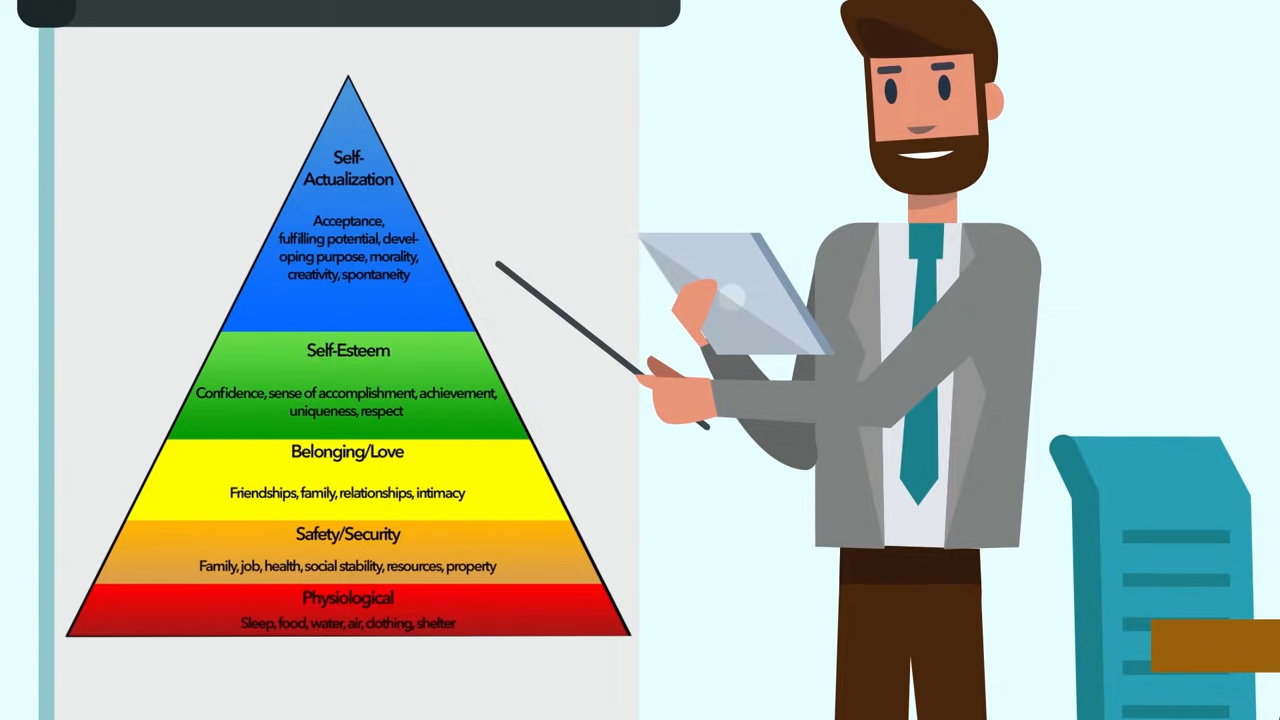 Self-
Actualization
Acceptance,
fulfilling potential, devel-
oping purpose, morality,
creativity, spontaneity
Self-Esteem
Confidence, sense of accomplishment, achievement,
uniqueness, respect
Belonging/Love
Friendships, family, relationships, intimacy
Safety/Security
Family, job, health, social stability, resources, property
Physiological
Sleep, food, water, air, clothing, shelter